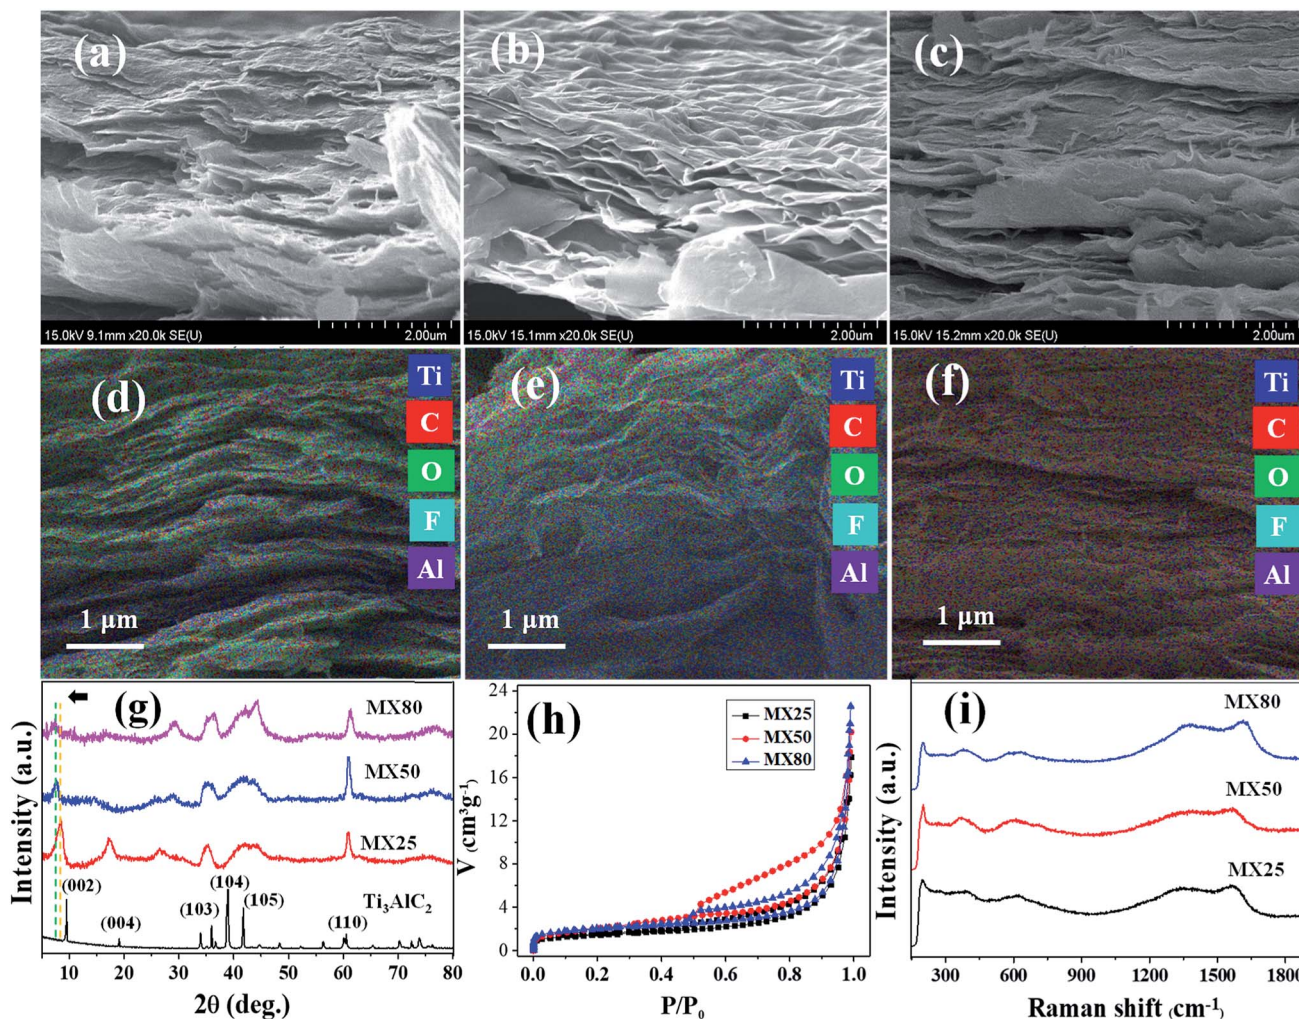 (a)
(b)
(c)
15.0kV 9.1mm x20.0k SE(U)
2.00um
15.0kV 15.1mm x20.0k SE(U)
2.00um
15.0kV 15.2mm x20.0k SE(U)
2.00um
(d)
Ti
C
O
F
Al
1 μm
(e)
Ti
C
O
F
Al
1 μm
(f)
Ti
C
O
F
Al
1 μm
(g)
Intensity (a.u.)
MX80
MX50
MX25
Ti₃AlC₂
(002)
(004)
(103)
(104)
(105)
(110)
10 20 30 40 50 60 70 80
2θ (deg.)
(h)
V (cm³g⁻¹)
24
20
16
12
8
4
0
MX25
MX50
MX80
0.0 0.2 0.4 0.6 0.8 1.0
P/P₀
(i)
Intensity (a.u.)
MX80
MX50
MX25
300 600 900 1200 1500 1800
Raman shift (cm⁻¹)